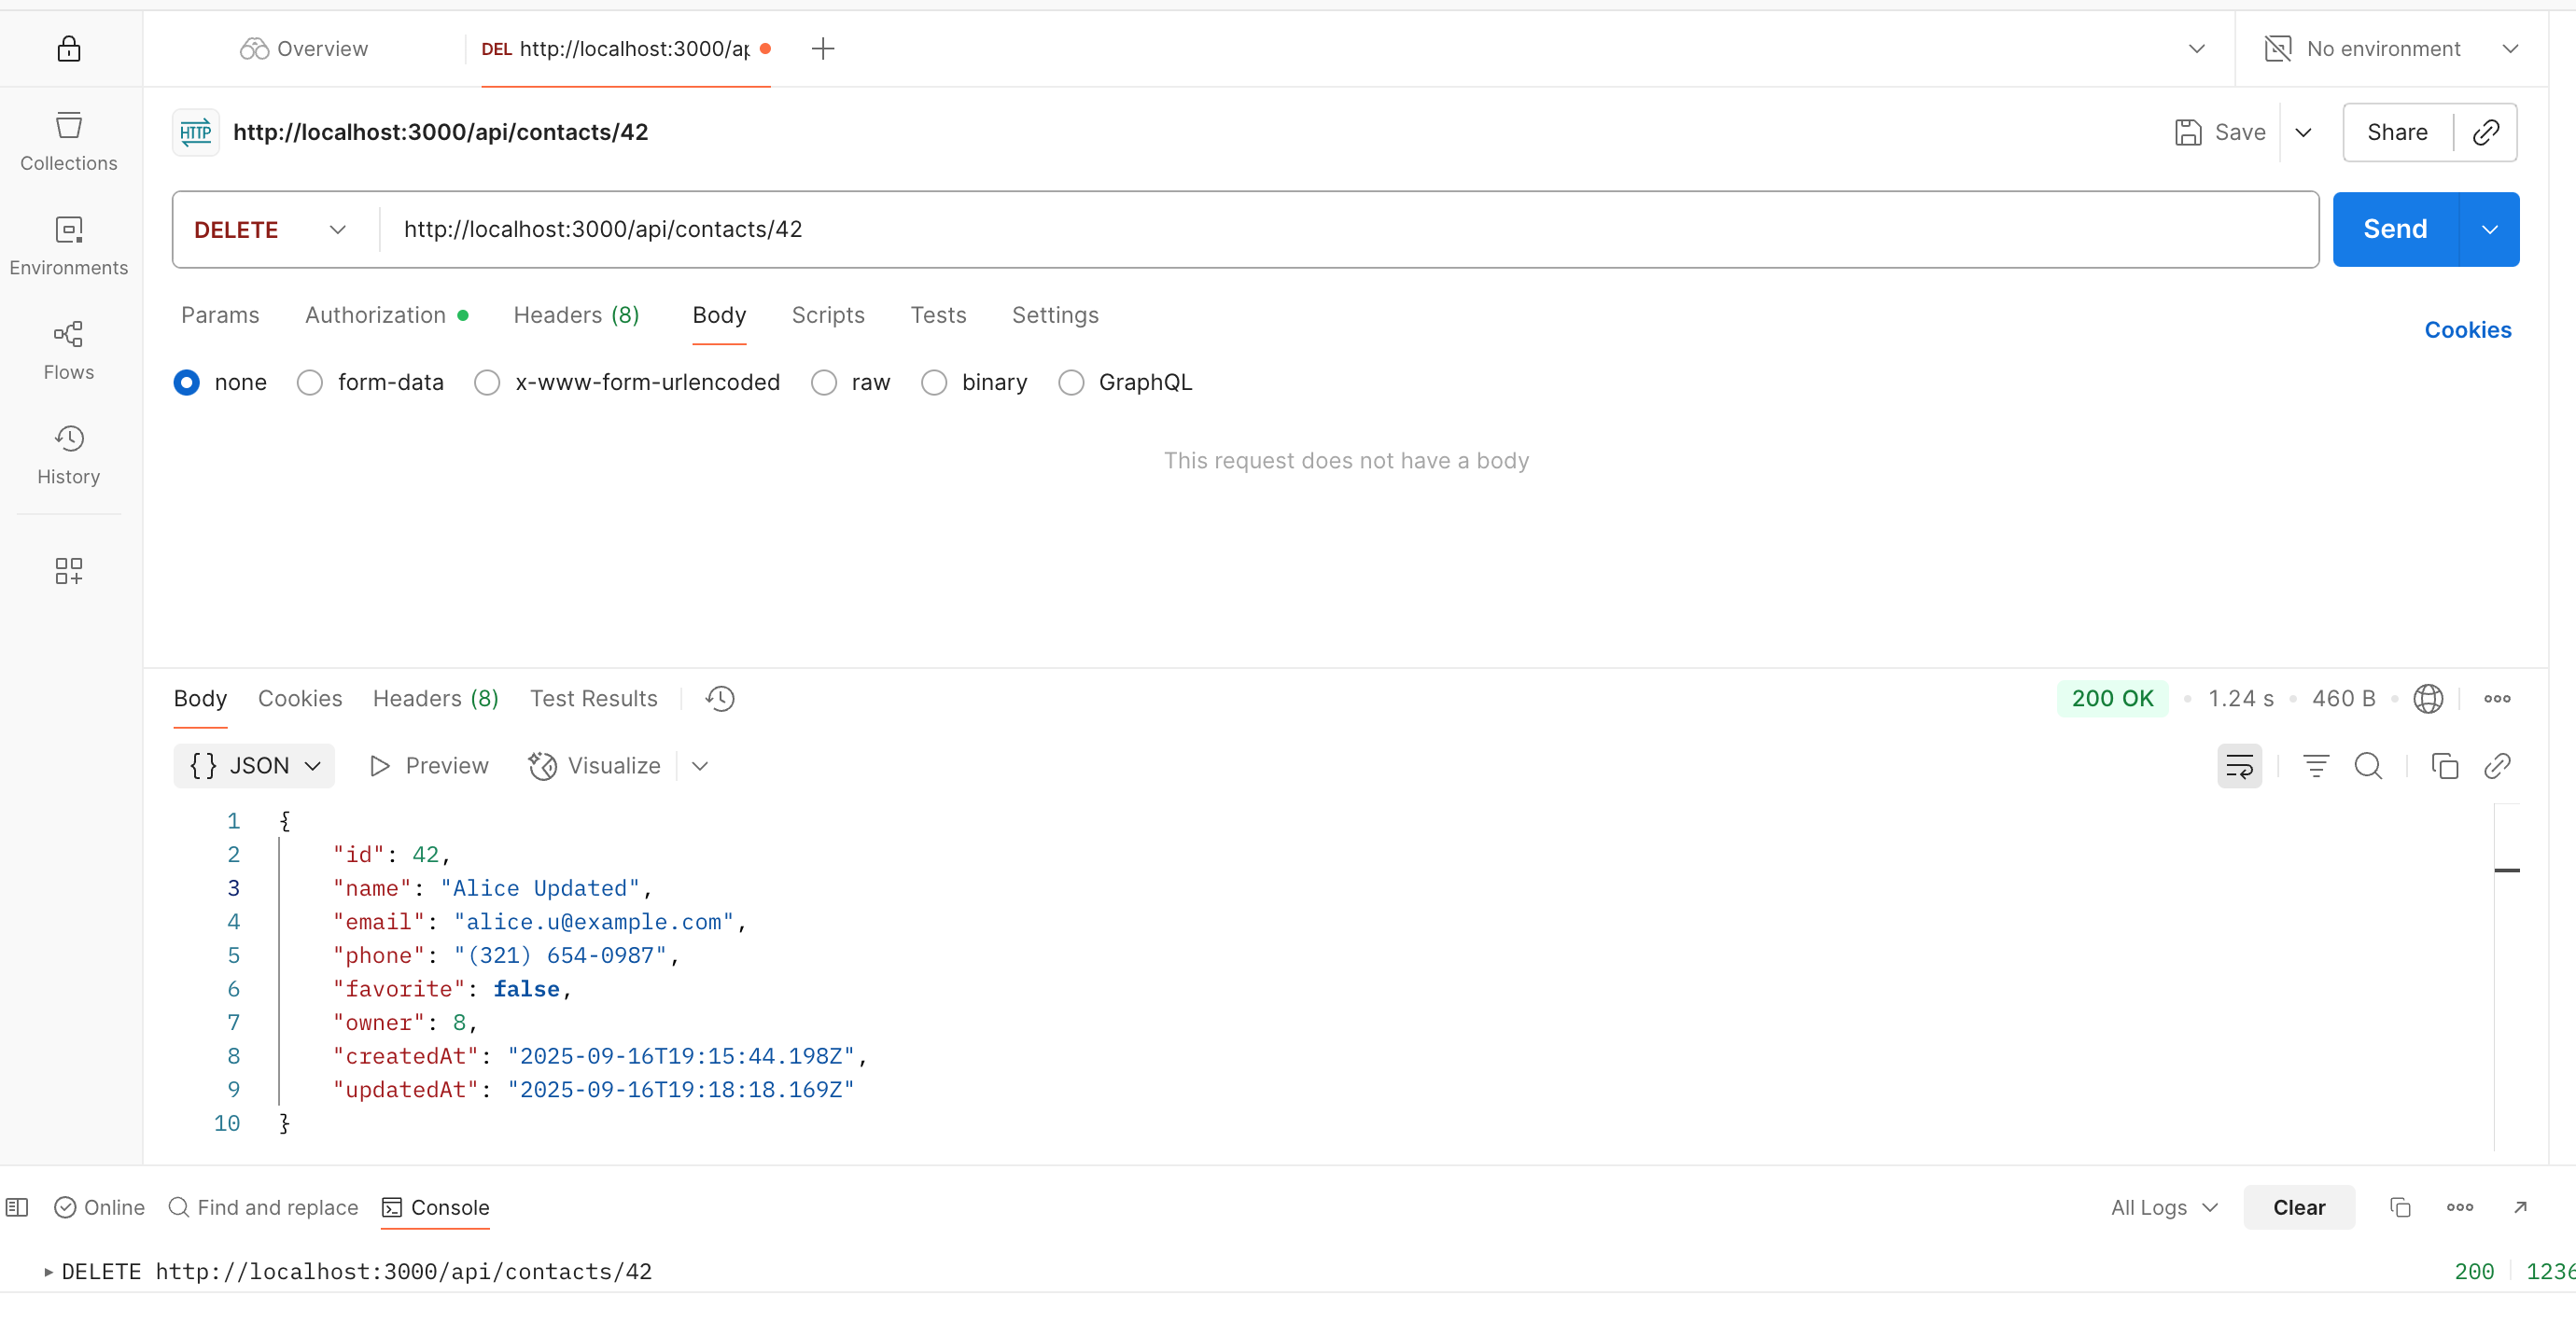 Overview
DEL http://localhost:3000/ap
No environment
Collections
Environments
Flows
History
HTTP http://localhost:3000/api/contacts/42
Save
Share
DELETE http://localhost:3000/api/contacts/42
Send
Params Authorization Headers (8) Body Scripts Tests Settings
Cookies
none form-data x-www-form-urlencoded raw binary GraphQL
This request does not have a body
Body Cookies Headers (8) Test Results
200 OK 1.24 s 460 B
{} JSON Preview Visualize
1 {
2 "id": 42,
3 "name": "Alice Updated",
4 "email": "alice.u@example.com",
5 "phone": "(321) 654-0987",
6 "favorite": false,
7 "owner": 8,
8 "createdAt": "2025-09-16T19:15:44.198Z",
9 "updatedAt": "2025-09-16T19:18:18.169Z"
10 }
Online Find and replace Console
All Logs Clear
DELETE http://localhost:3000/api/contacts/42
200 1236